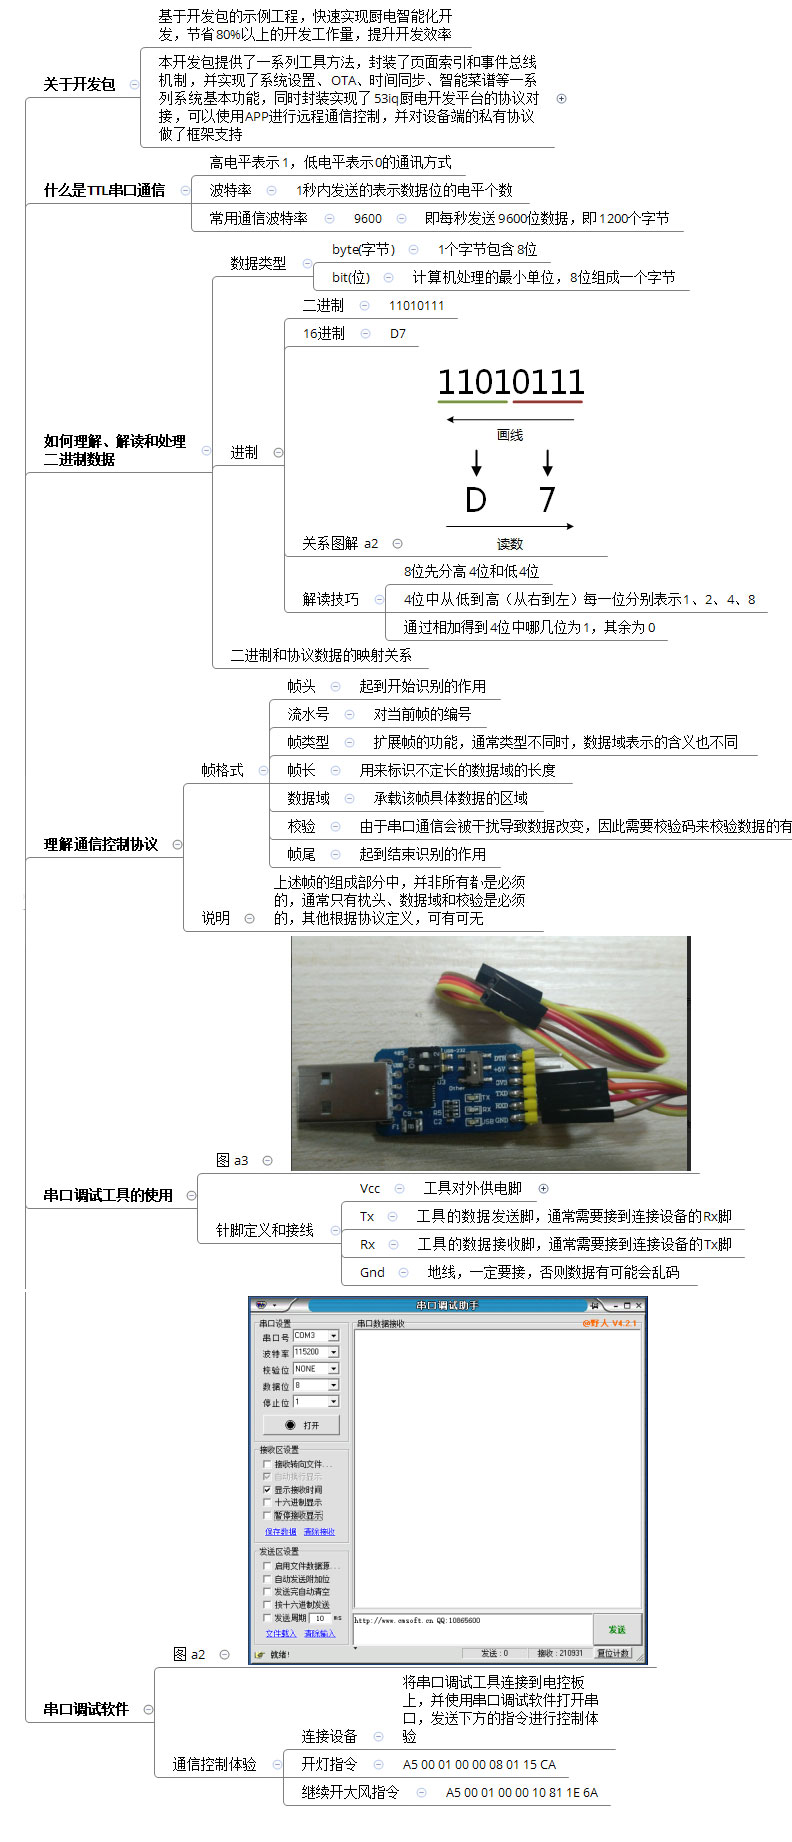 基于开发包的示例工程，快速实现厨电智能化开
发，节省80%以上的开发工作量，提升开发效率
关于开发包
本开发包提供了一系列工具方法，封装了页面索引和事件总线
机制，并实现了系统设置、OTA、时间同步、智能菜谱等一系
列系统基本功能，同时封装实现了53iq厨电开发平台的协议对
接，可以使用APP进行远程通信控制，并对设备端的私有协议
做了框架支持
什么是TTL串口通信
高电平表示1，低电平表示0的通讯方式
波特率 1秒内发送的表示数据位的电平个数
常用通信波特率 9600 即每秒发送9600位数据，即1200个字节
如何理解、解读和处理
二进制数据
数据类型
byte(字节) 1个字节包含8位
bit(位) 计算机处理的最小单位，8位组成一个字节
进制
二进制 11010111
16进制 D7
11010111
画线
D 7
读数
关系图解 a2
解读技巧
8位先分高4位和低4位
4位中从低到高（从右到左）每一位分别表示1、2、4、8
通过相加得到4位中哪几位为1，其余为0
二进制和协议数据的映射关系
理解通信控制协议
帧格式
帧头 起到开始识别的作用
流水号 对当前帧的编号
帧类型 扩展帧的功能，通常类型不同时，数据域表示的含义也不同
帧长 用来标识不定长的数据域的长度
数据域 承载该帧具体数据的区域
校验 由于串口通信会被干扰导致数据改变，因此需要校验码来校验数据的有
帧尾 起到结束识别的作用
说明
上述帧的组成部分中，并非所有者是必须
的，通常只有枕头、数据域和校验是必须
的，其他根据协议定义，可有可无
串口调试工具的使用
图 a3
485
USB-232
ON
Other
TX
RX
USB
R5
C2
C9
F1
DTR
+5V
3V3
TXD
RXD
GND
针脚定义和接线
Vcc 工具对外供电脚
Tx 工具的数据发送脚，通常需要接到连接设备的Rx脚
Rx 工具的数据接收脚，通常需要接到连接设备的Tx脚
Gnd 地线，一定要接，否则数据有可能会乱码
串口调试软件
图 a2
串口调试助手
串口设置
串口号 COM3
波特率 115200
校验位 NONE
数据位 8
停止位 1
打开
接收区设置
接收转向文件...
自动换行显示
显示接收时间
十六进制显示
暂停接收显示
保存数据 清除接收
发送区设置
启用文件数据源...
自动发送附加位
发送完自动清空
按十六进制发送
发送周期 10 ms
文件载入 清除输入
串口数据接收 @野人 V4.2.1
http://www.cmsoft.cn QQ:10865600
发送
就绪! 发送:0 接收:210931 复位计数
通信控制体验
连接设备
将串口调试工具连接到电控板
上，并使用串口调试软件打开串
口，发送下方的指令进行控制体
验
开灯指令 A5 00 01 00 00 08 01 15 CA
继续开大风指令 A5 00 01 00 00 10 81 1E 6A